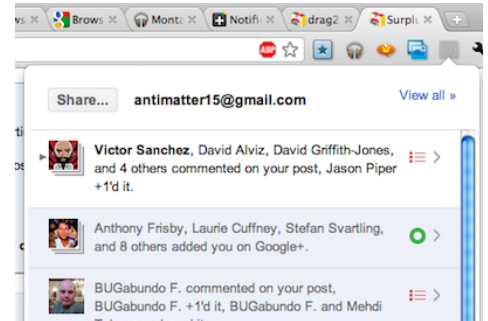 Brows
Monta
Notifi
drag2
Surplu
ABP
Share...
antimatter15@gmail.com
View all »
Victor Sanchez, David Alviz, David Griffith-Jones,
and 4 others commented on your post, Jason Piper
+1'd it.
Anthony Frisby, Laurie Cuffney, Stefan Svartling,
and 8 others added you on Google+.
BUGabundo F. commented on your post,
BUGabundo F. +1'd it, BUGabundo F. and Mehdi